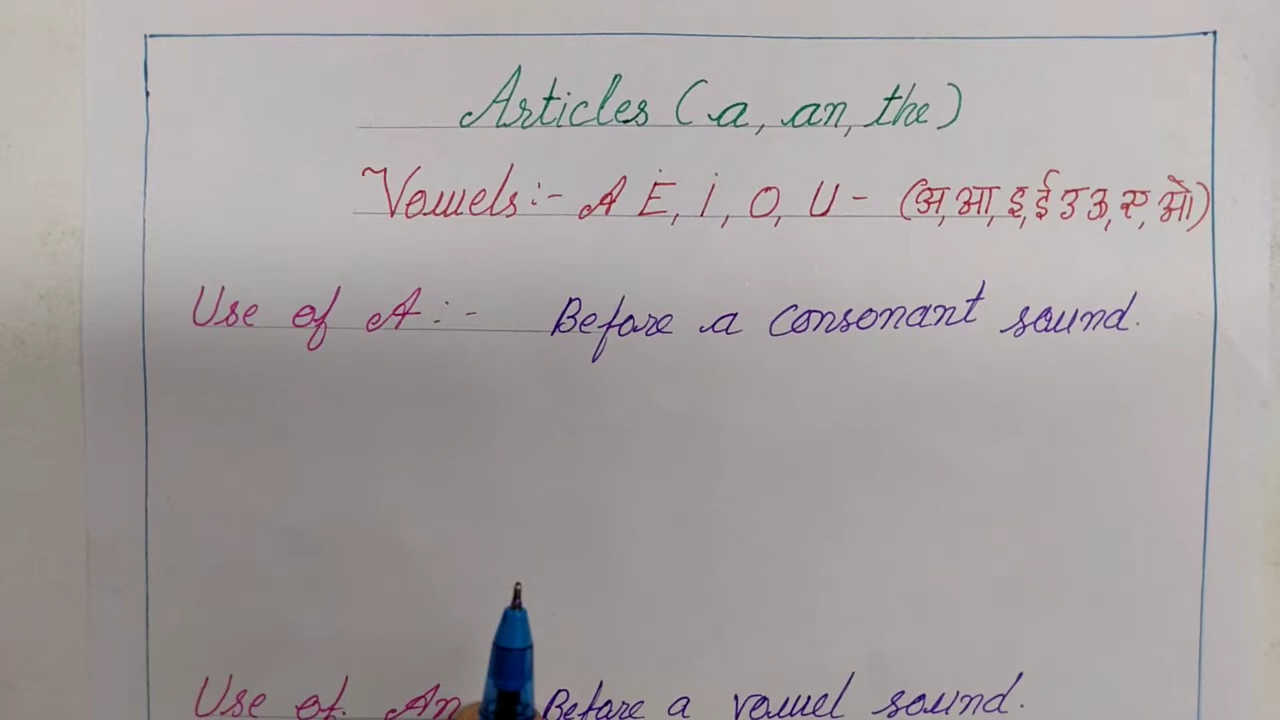 Articles (a, an, the)
Vowels:- A E, I, O, U - (अ, आ, इ, ई उ ऊ, ए, ओ)
Use of A:- Before a consonant sound.
Use of An Before a vowel sound.